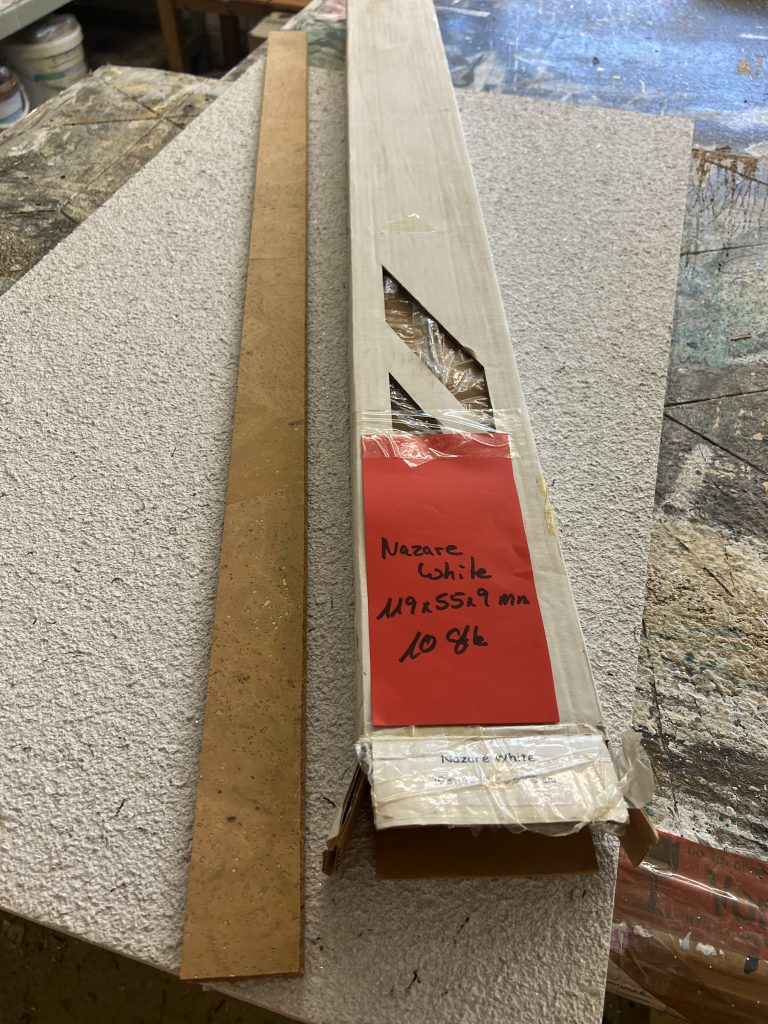 Nazare
White
119x55x9 mm
10 Stk
Nazare White